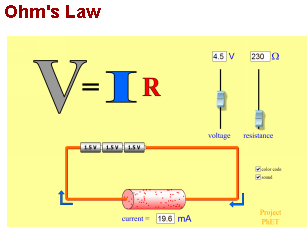 Ohm's Law
4.5 V 230 Ω
V = I R
voltage resistance
1.5 V 1.5 V 1.5 V
color code
sound
current = 19.6 mA
Project
PhET